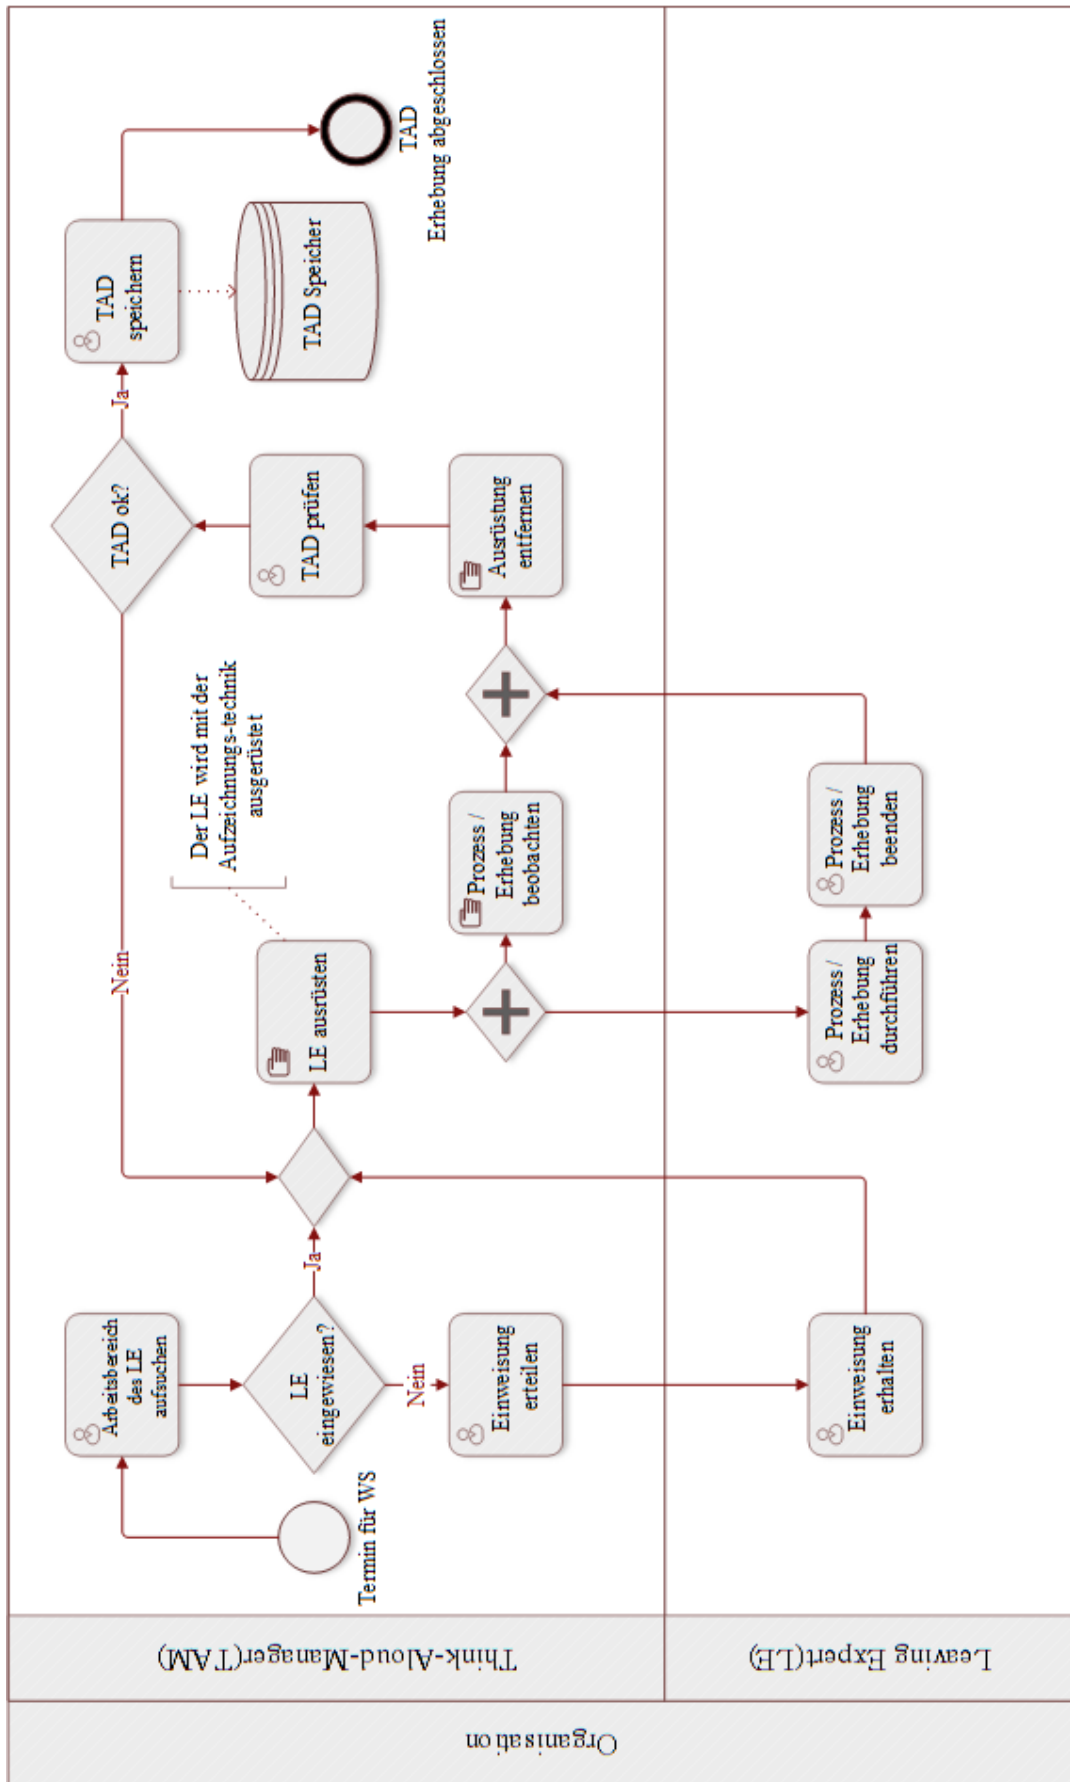 Organisation
Think-Aloud-Manager(TAM)
Leaving Expert(LE)
Termin für WS
Arbeitsbereich
des LE
aufsuchen
LE
eingewiesen?
Ja
Nein
Einweisung
erteilen
Einweisung
erhalten
LE ausrüsten
Der LE wird mit der
Aufzeichnungs-technik
ausgerüstet
Prozess /
Erhebung
beobachten
Prozess /
Erhebung
durchführen
Prozess /
Erhebung
beenden
Ausrüstung
entfernen
TAD prüfen
TAD ok?
Nein
Ja
TAD
speichern
TAD Speicher
TAD
Erhebung abgeschlossen